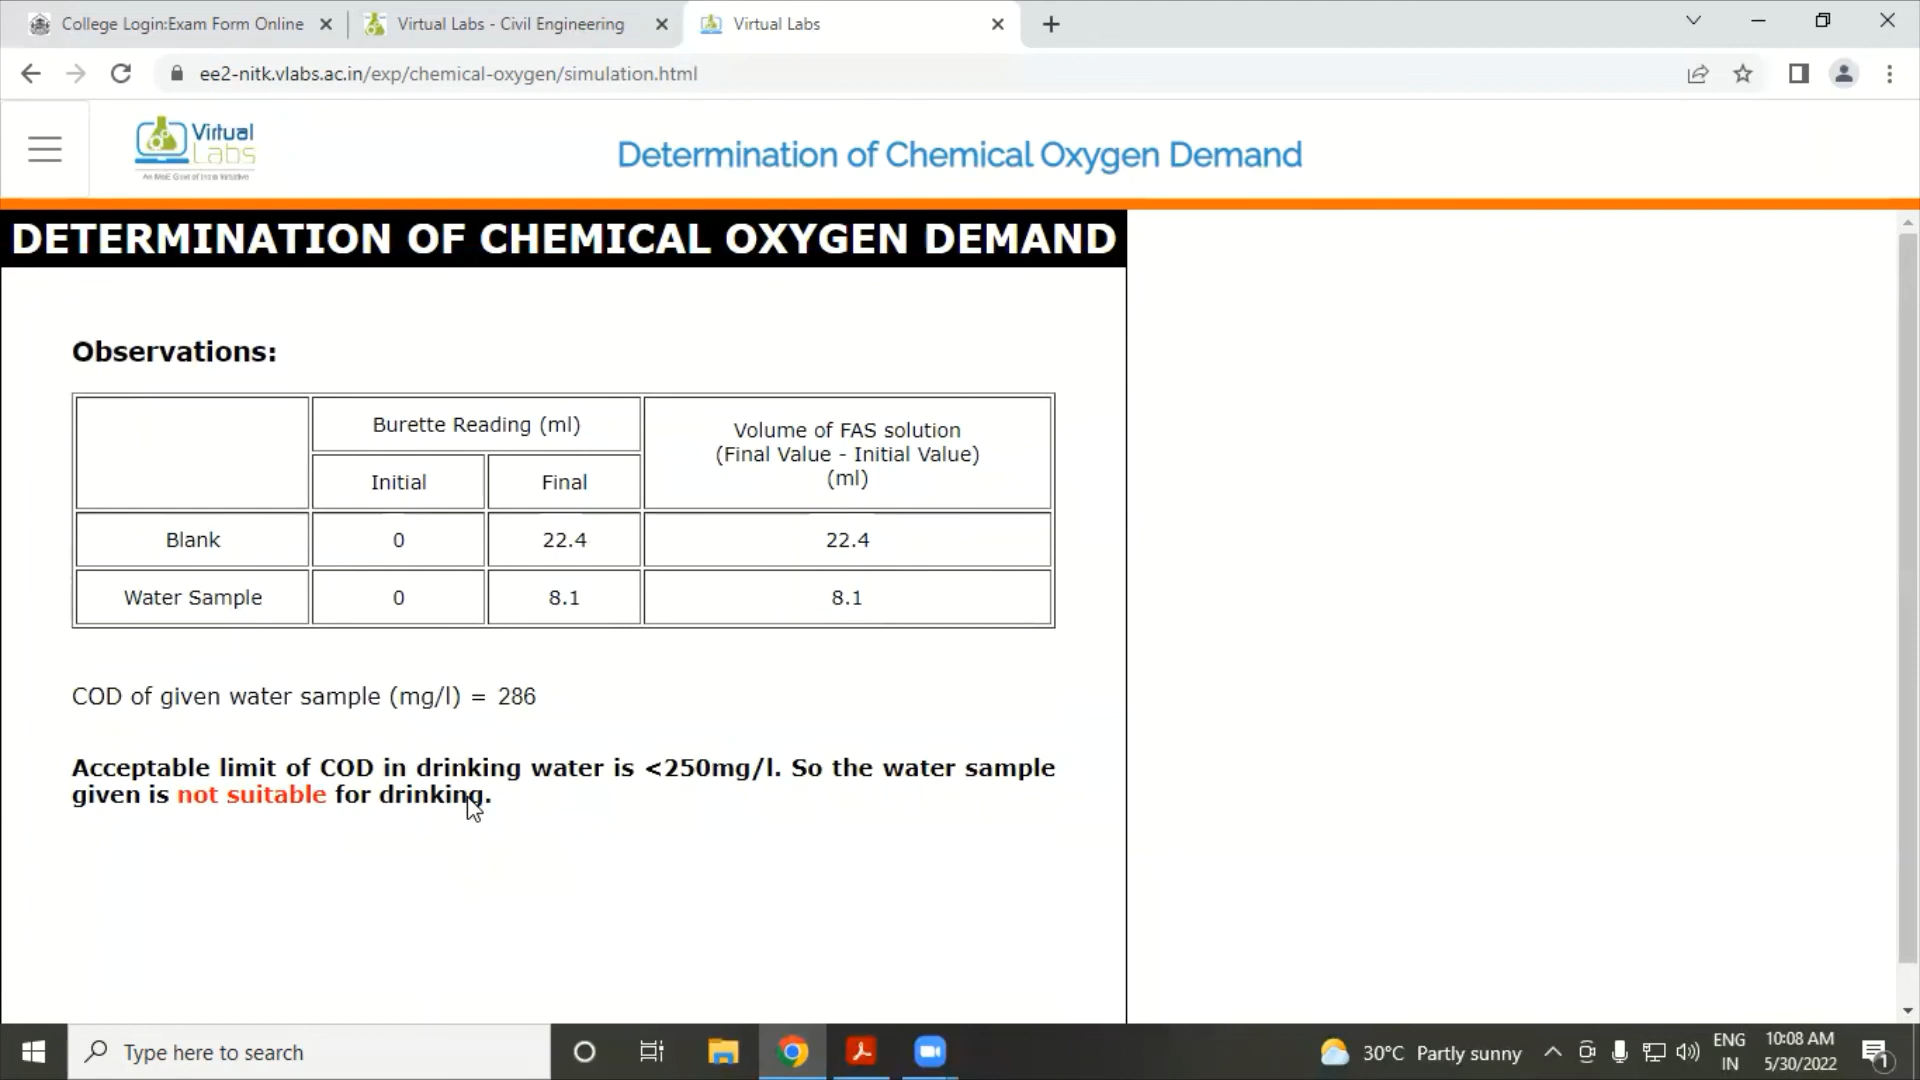 College Login:Exam Form Online
Virtual Labs - Civil Engineering
Virtual Labs
ee2-nitk.vlabs.ac.in/exp/chemical-oxygen/simulation.html
Virtual
Labs
Determination of Chemical Oxygen Demand
DETERMINATION OF CHEMICAL OXYGEN DEMAND
Observations:
Burette Reading (ml)
Volume of FAS solution
(Final Value - Initial Value)
(ml)
Initial Final
Blank 0 22.4 22.4
Water Sample 0 8.1 8.1
COD of given water sample (mg/l) = 286
Acceptable limit of COD in drinking water is <250mg/l. So the water sample
given is not suitable for drinking.
Type here to search
30°C Partly sunny
ENG
IN
10:08 AM
5/30/2022
1